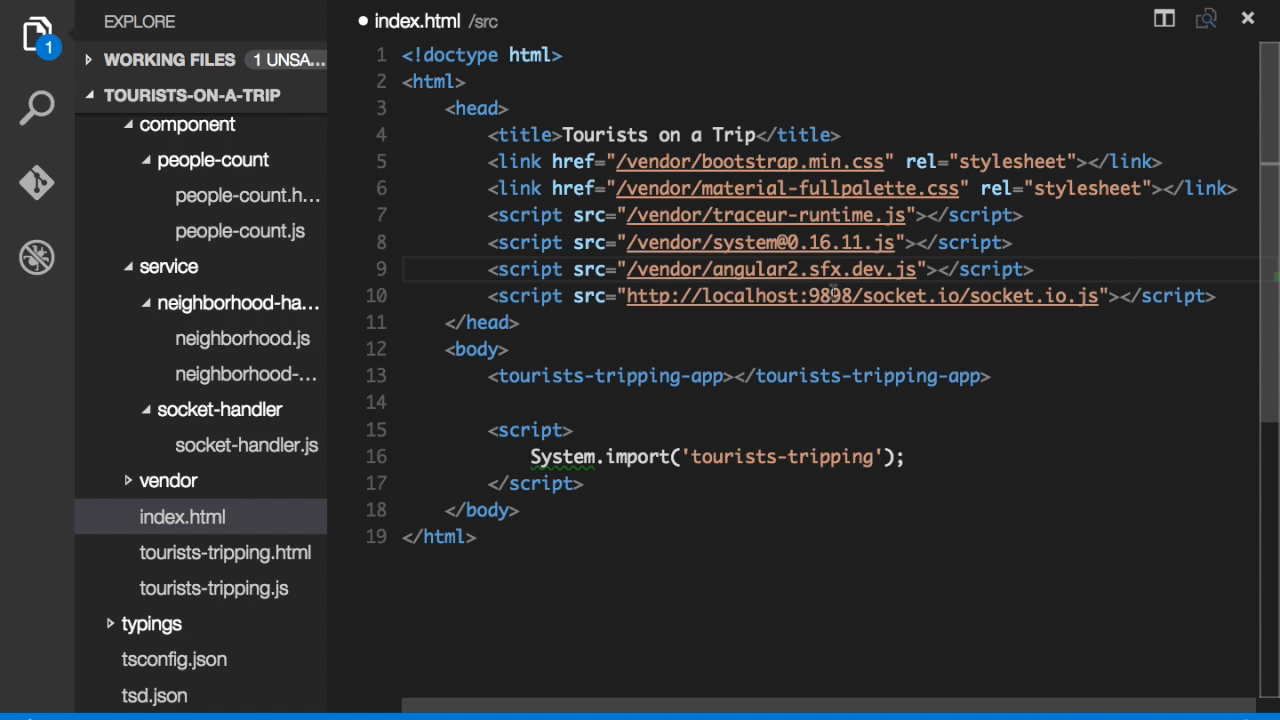 EXPLORE
1
WORKING FILES 1 UNSA...
TOURISTS-ON-A-TRIP
component
people-count
people-count.h...
people-count.js
service
neighborhood-ha...
neighborhood.js
neighborhood-...
socket-handler
socket-handler.js
vendor
index.html
tourists-tripping.html
tourists-tripping.js
typings
tsconfig.json
tsd.json
index.html /src
1 <!doctype html>
2 <html>
3 <head>
4 <title>Tourists on a Trip</title>
5 <link href="/vendor/bootstrap.min.css" rel="stylesheet"></link>
6 <link href="/vendor/material-fullpalette.css" rel="stylesheet"></link>
7 <script src="/vendor/traceur-runtime.js"></script>
8 <script src="/vendor/system@0.16.11.js"></script>
9 <script src="/vendor/angular2.sfx.dev.js"></script>
10 <script src="http://localhost:9898/socket.io/socket.io.js"></script>
11 </head>
12 <body>
13 <tourists-tripping-app></tourists-tripping-app>
14
15 <script>
16 System.import('tourists-tripping');
17 </script>
18 </body>
19 </html>